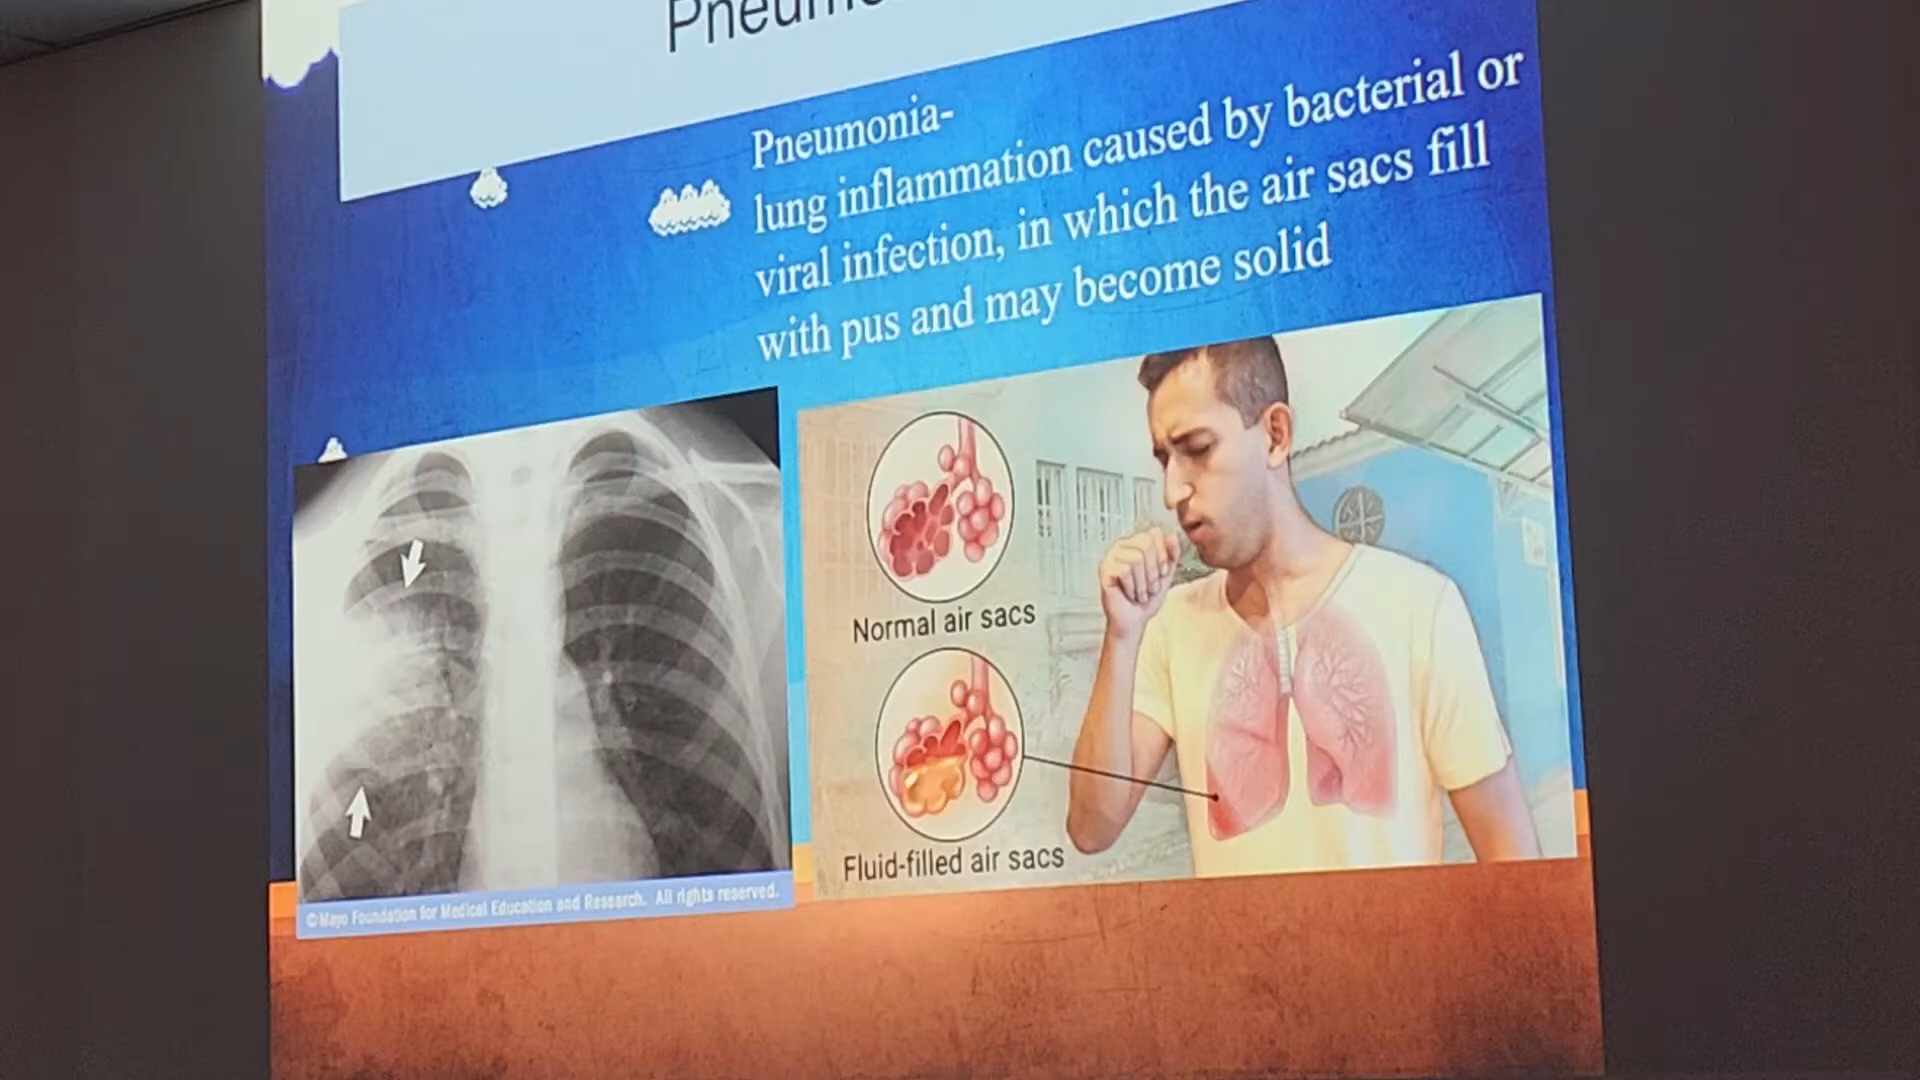 Pneumonia-
lung inflammation caused by bacterial or
viral infection, in which the air sacs fill
with pus and may become solid
Normal air sacs
Fluid-filled air sacs
©Mayo Foundation for Medical Education and Research. All rights reserved.